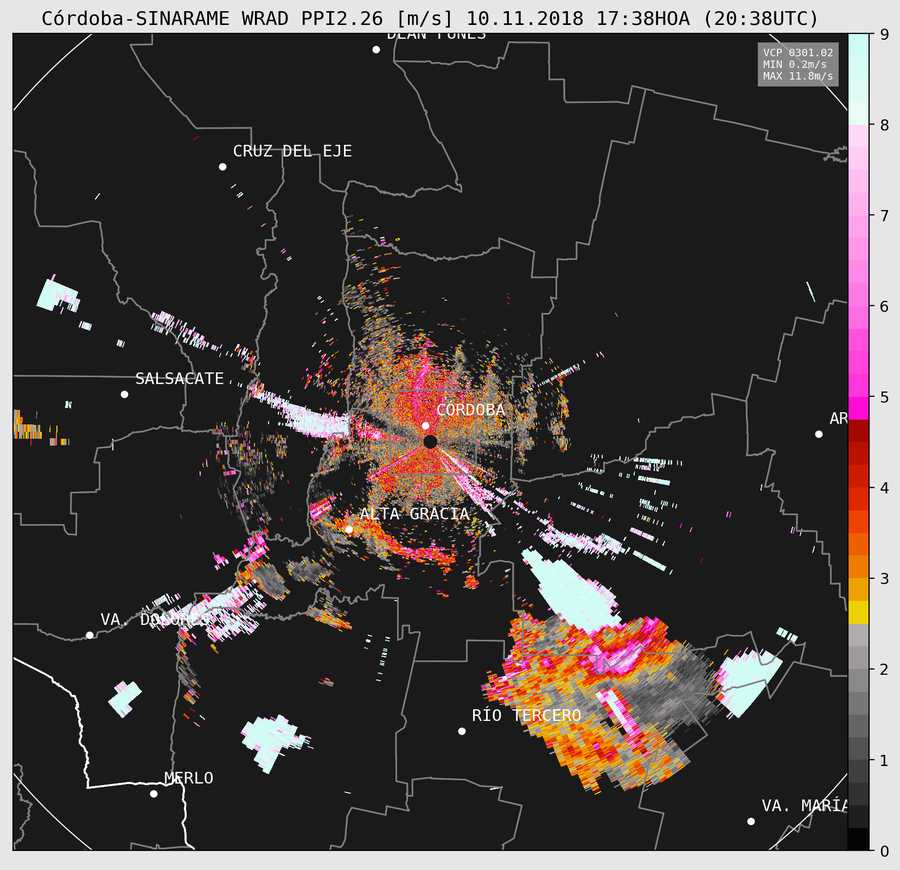 Córdoba-SINARAME WRAD PPI2.26 [m/s] 10.11.2018 17:38HOA (20:38UTC)
DEAN FUNES
VCP 0301.02
MIN 0.2m/s
MAX 11.8m/s
9
8
CRUZ DEL EJE
7
6
SALSACATE
5
CÓRDOBA
AR
4
ALTA GRACIA
3
VA. DOLORES
2
RÍO TERCERO
1
MERLO
VA. MARÍA
0